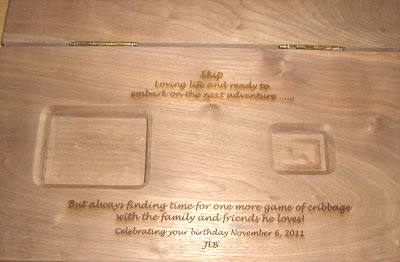 Skip
Loving life and ready to
embark on the next adventure ......
But always finding time for one more game of cribbage
with the family and friends he loves!
Celebrating your birthday November 6, 2011
JLB